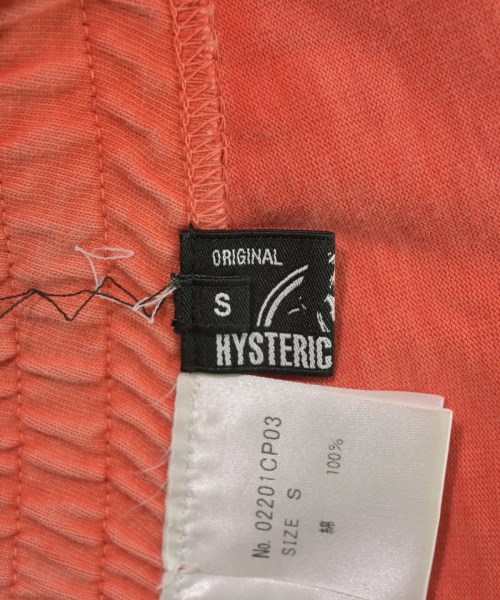 ORIGINAL
S
HYSTERIC
No. 02201CP03
SIZE S
綿 100%